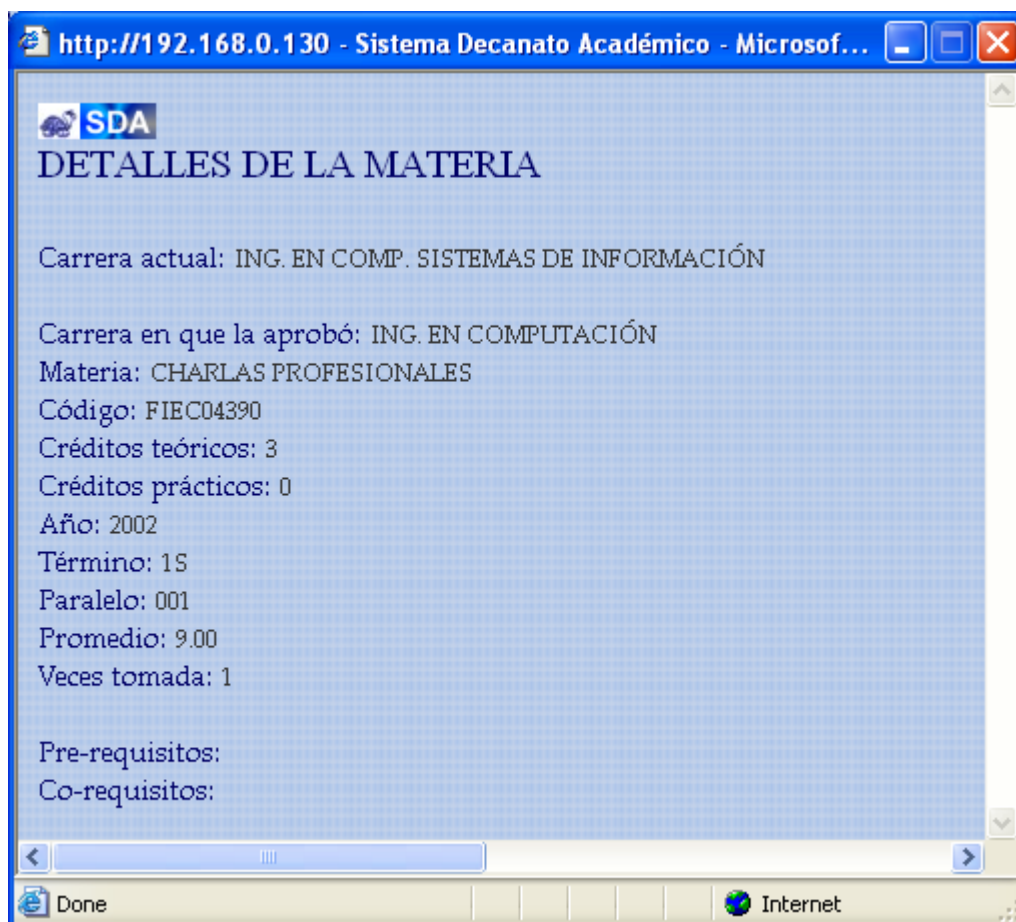 http://192.168.0.130 - Sistema Decanato Académico - Microsof...
SDA
DETALLES DE LA MATERIA
Carrera actual: ING. EN COMP. SISTEMAS DE INFORMACIÓN
Carrera en que la aprobó: ING. EN COMPUTACIÓN
Materia: CHARLAS PROFESIONALES
Código: FIEC04390
Créditos teóricos: 3
Créditos prácticos: 0
Año: 2002
Término: 1S
Paralelo: 001
Promedio: 9.00
Veces tomada: 1
Pre-requisitos:
Co-requisitos:
Done Internet